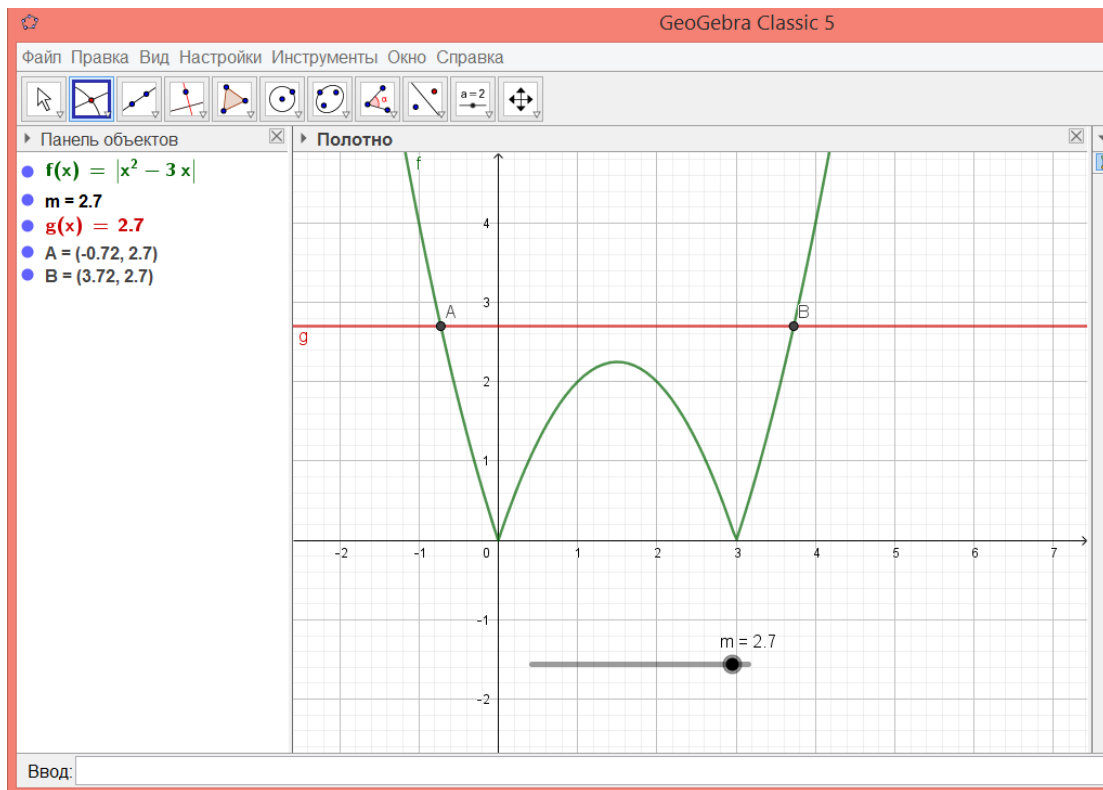 GeoGebra Classic 5
Файл Правка Вид Настройки Инструменты Окно Справка
a=2
α
Панель объектов
Полотно
f(x) = |x² − 3 x|
m = 2.7
g(x) = 2.7
A = (-0.72, 2.7)
B = (3.72, 2.7)
f
4
3
A
B
g
2
1
-2 -1 0 1 2 3 4 5 6 7
-1
m = 2.7
-2
Ввод: